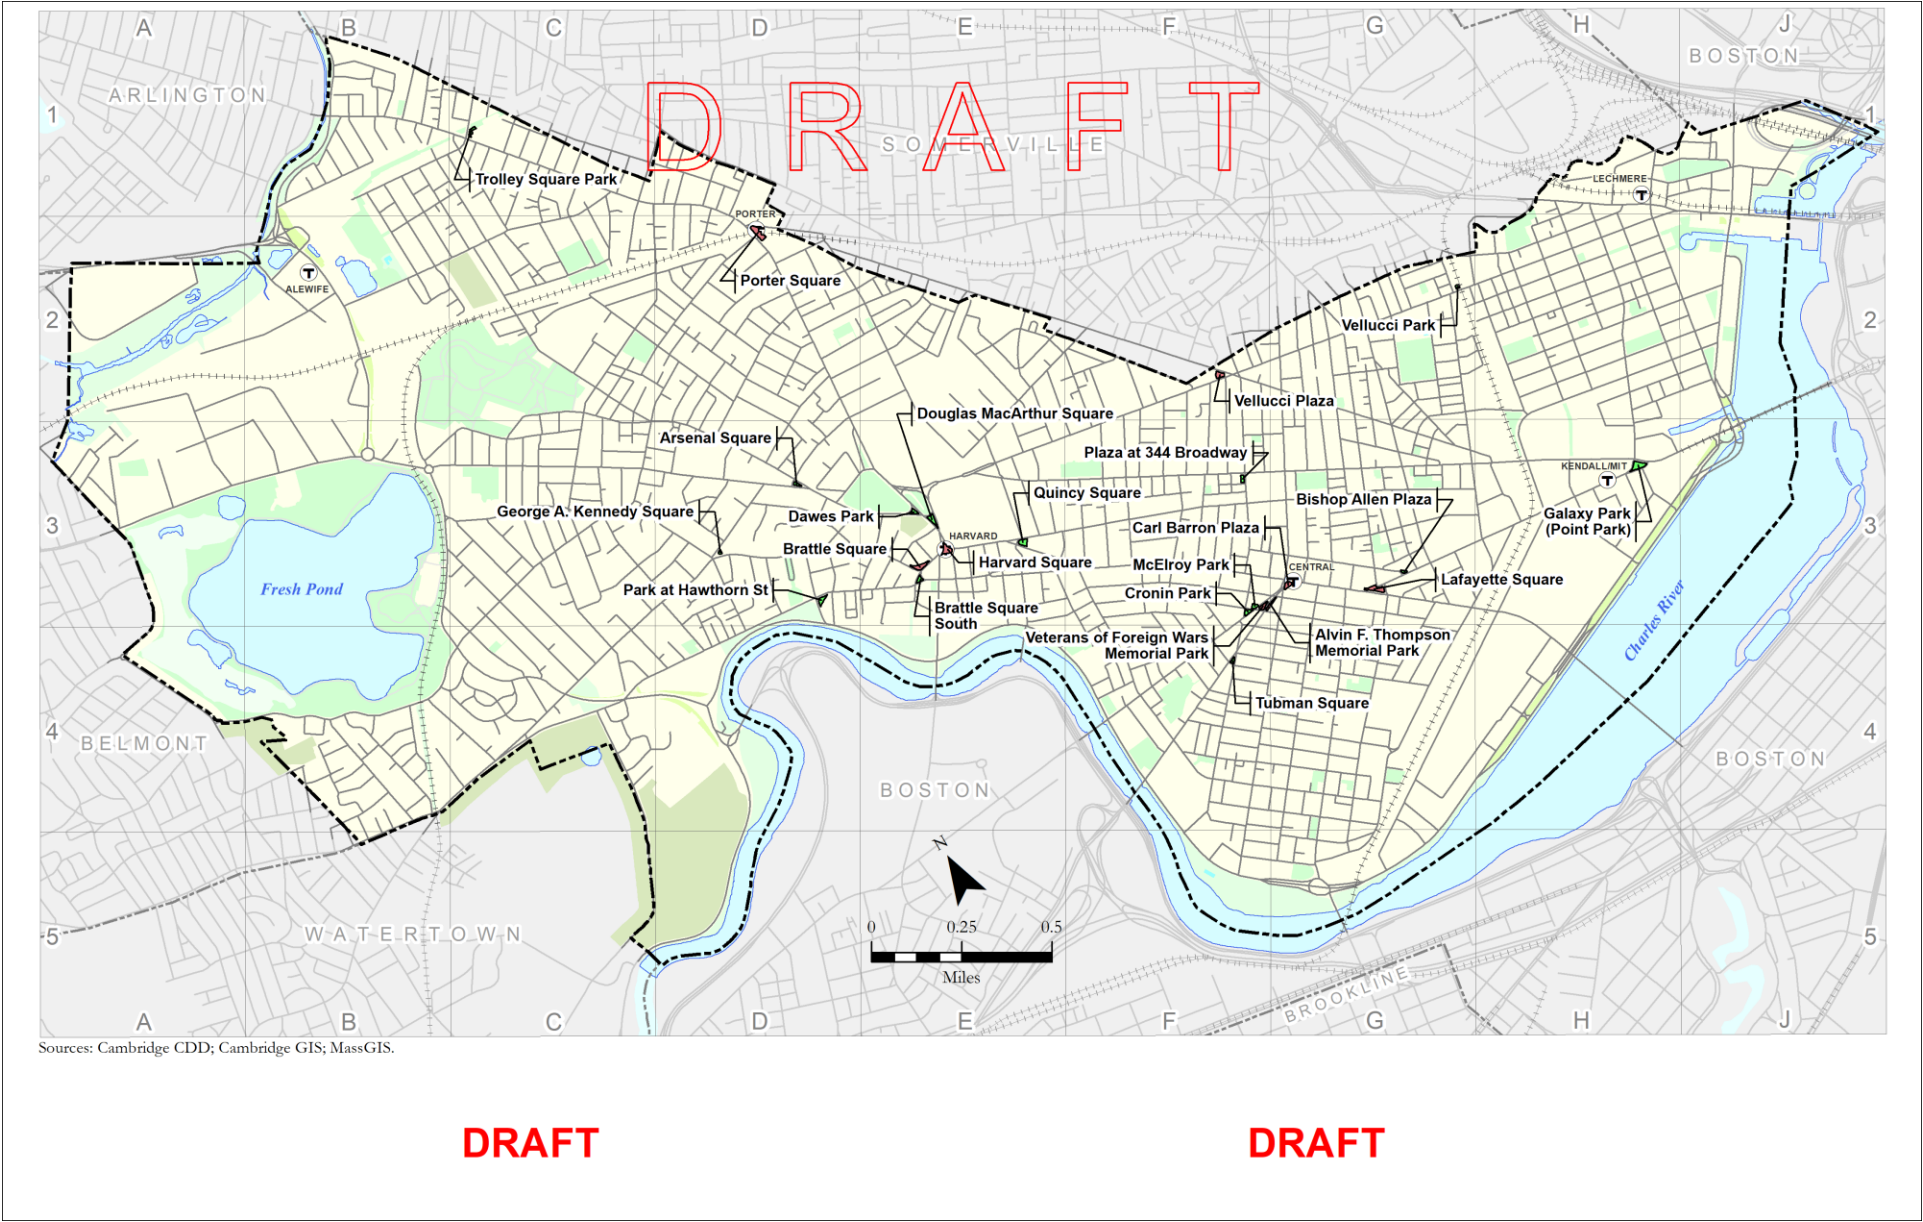 A B C D E F G H J
BOSTON
ARLINGTON
DRAFT
1
1
SOMERVILLE
Trolley Square Park
LECHMERE
T
PORTER
ALEWIFE
T
Porter Square
2
2
Vellucci Park
Vellucci Plaza
Douglas MacArthur Square
Arsenal Square
Plaza at 344 Broadway
KENDALL/MIT
T
Quincy Square
Bishop Allen Plaza
George A. Kennedy Square
Dawes Park
Carl Barron Plaza
Galaxy Park
(Point Park)
3
3
HARVARD
Brattle Square
Harvard Square
McElroy Park
CENTRAL
T
Lafayette Square
Fresh Pond
Park at Hawthorn St
Cronin Park
Brattle Square
South
Charles River
Veterans of Foreign Wars
Memorial Park
Alvin F. Thompson
Memorial Park
Tubman Square
4
4
BELMONT
BOSTON
BOSTON
N
WATERTOWN
0 0.25 0.5
Miles
5
5
BROOKLINE
A B C D E F G H J
Sources: Cambridge CDD; Cambridge GIS; MassGIS.
DRAFT DRAFT